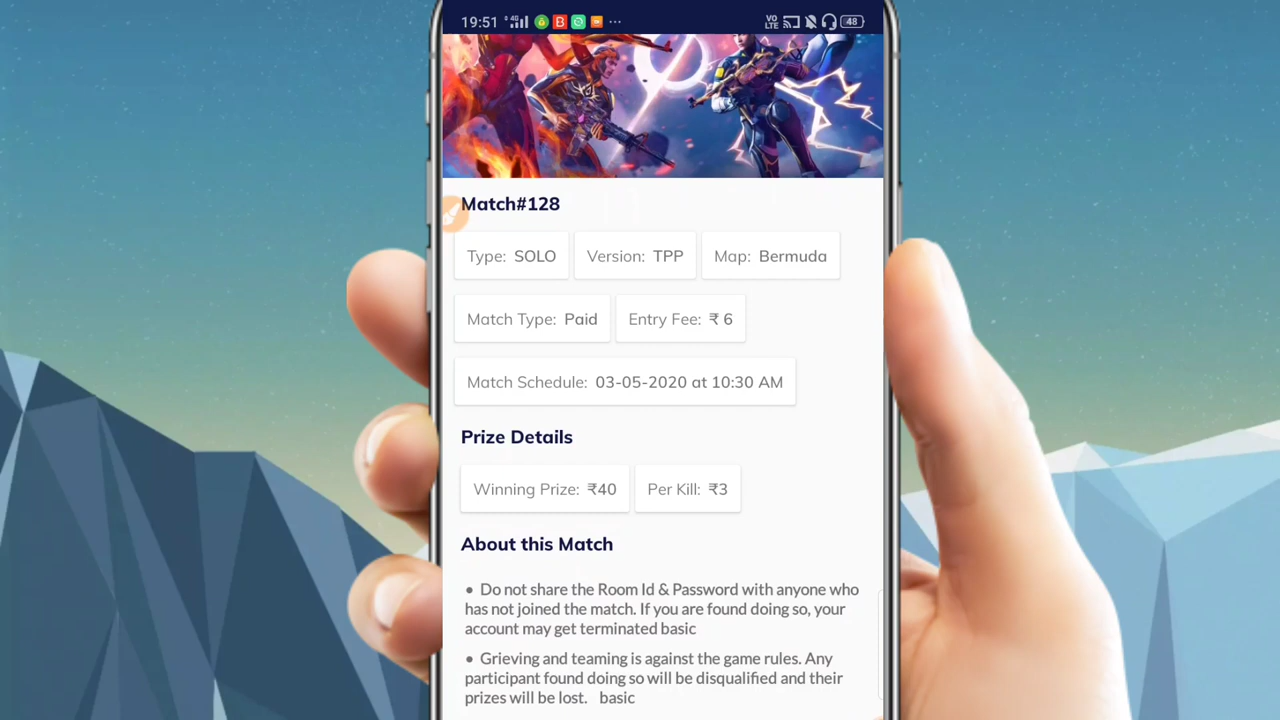 19:51
VO LTE
48
Match#128
Type: SOLO Version: TPP Map: Bermuda
Match Type: Paid Entry Fee: ₹ 6
Match Schedule: 03-05-2020 at 10:30 AM
Prize Details
Winning Prize: ₹40 Per Kill: ₹3
About this Match
• Do not share the Room Id & Password with anyone who
has not joined the match. If you are found doing so, your
account may get terminated basic
• Grieving and teaming is against the game rules. Any
participant found doing so will be disqualified and their
prizes will be lost. basic